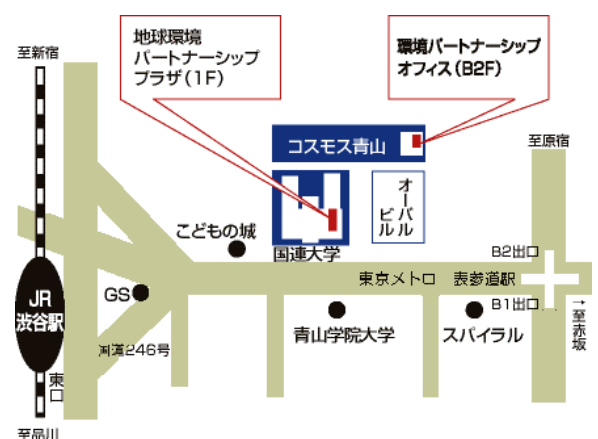 地球環境
パートナーシップ
プラザ(1F)
環境パートナーシップ
オフィス(B2F)
至新宿
コスモス青山
至原宿
オーバル
ビル
こどもの城
国連大学
B2出口
東京メトロ 表参道駅
GS
B1出口
→至赤坂
JR
渋谷駅
青山学院大学
スパイラル
国道246号
東口
至品川